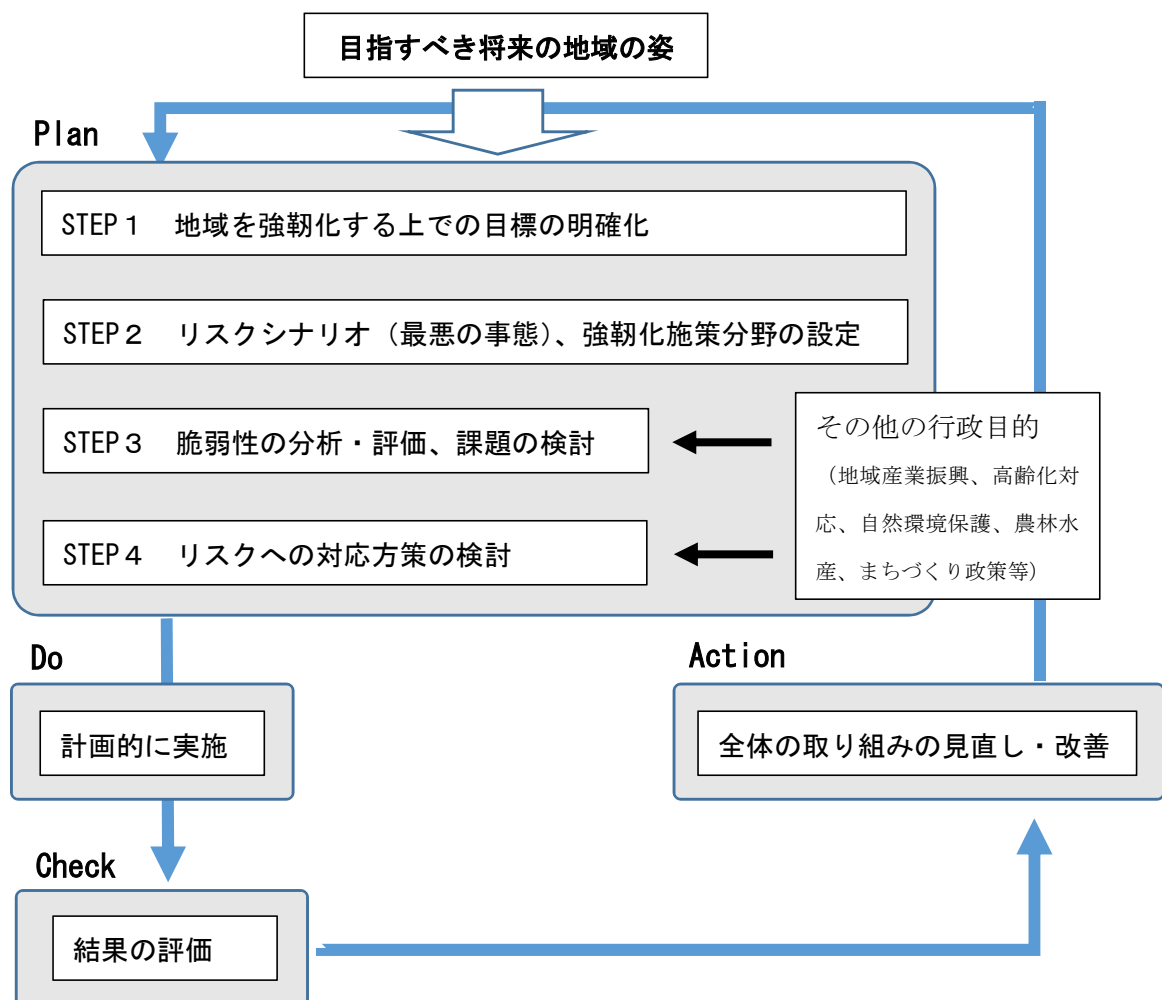 目指すべき将来の地域の姿
Plan
STEP１　地域を強靭化する上での目標の明確化
STEP２　リスクシナリオ（最悪の事態）、強靭化施策分野の設定
STEP３　脆弱性の分析・評価、課題の検討
STEP４　リスクへの対応方策の検討
その他の行政目的
（地域産業振興、高齢化対
応、自然環境保護、農林水
産、まちづくり政策等）
Do
計画的に実施
Action
全体の取り組みの見直し・改善
Check
結果の評価